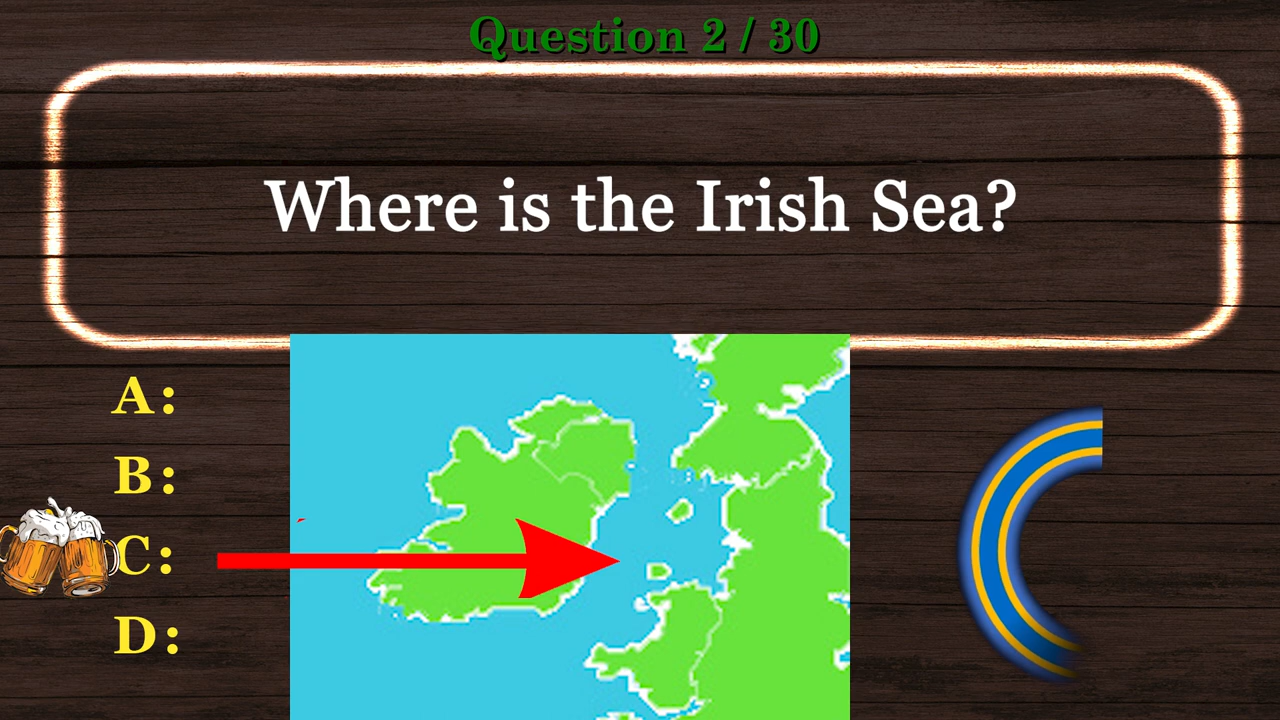 Question 2 / 30
Where is the Irish Sea?
A:
B:
C:
D: